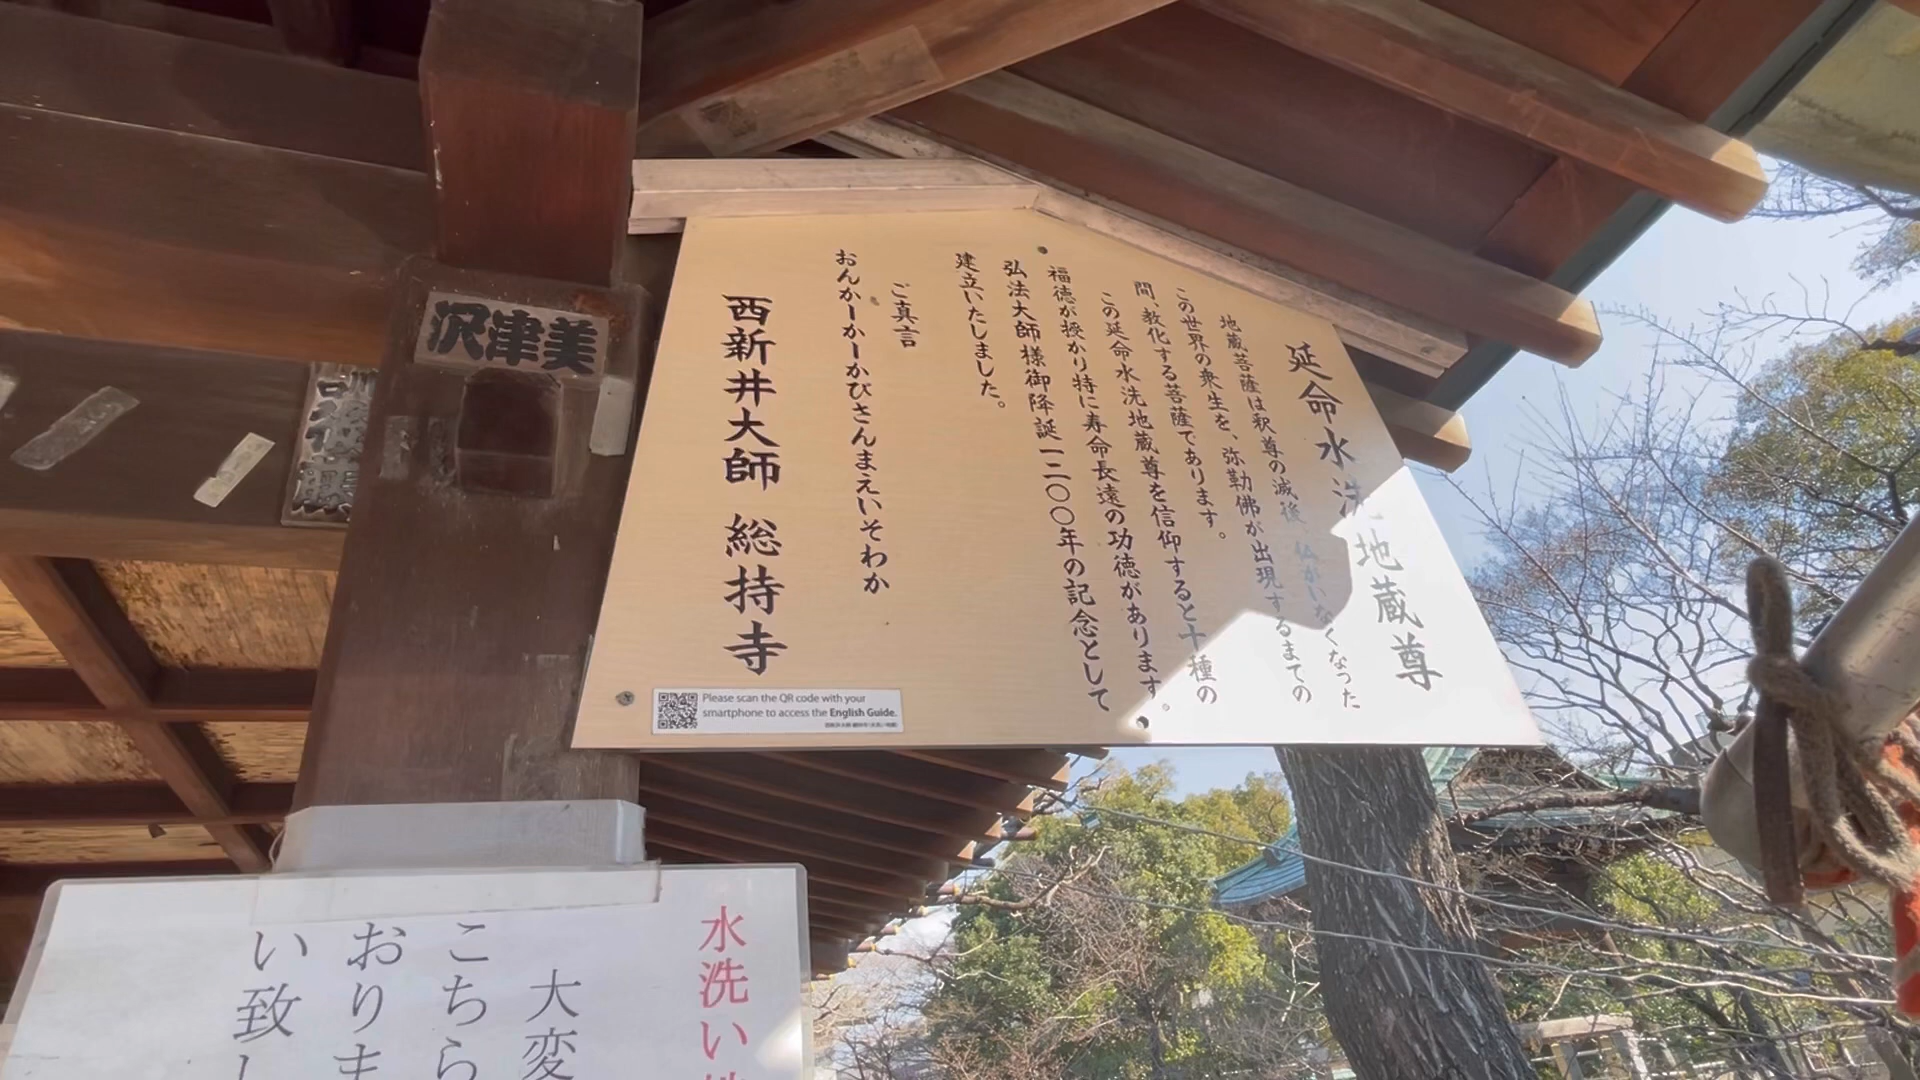 延命水洗地蔵尊
地蔵菩薩は釈尊の滅後、仏がいなくなった
この世界の衆生を、弥勒佛が出現するまでの
間、教化する菩薩であります。
この延命水洗地蔵尊を信仰すると十種の
福徳が授かり特に寿命長遠の功徳があります。
弘法大師様御降誕一二〇〇年の記念として
建立いたしました。
ご真言
おんかーかーかびさんまえいそわか
西新井大師 総持寺
Please scan the QR code with your
smartphone to access the English Guide.
沢津美
水洗い
大変
こちら
おりま
い致し